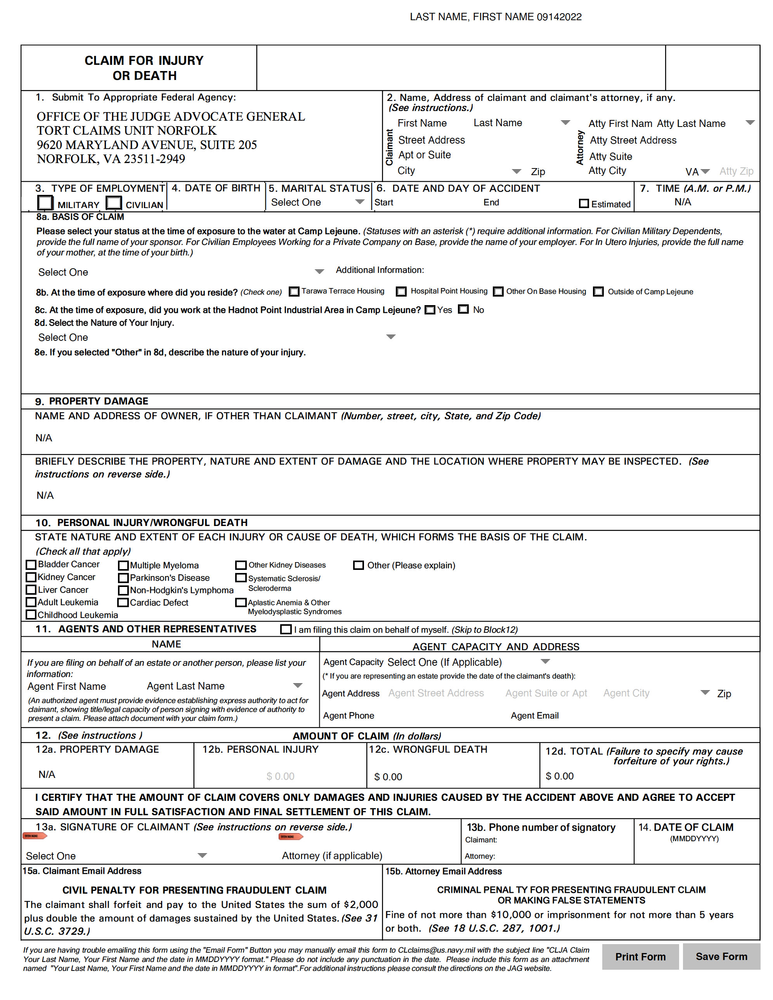 LAST NAME, FIRST NAME 09142022
CLAIM FOR INJURY
OR DEATH
1. Submit To Appropriate Federal Agency:
OFFICE OF THE JUDGE ADVOCATE GENERAL
TORT CLAIMS UNIT NORFOLK
9620 MARYLAND AVENUE, SUITE 205
NORFOLK, VA 23511-2949
2. Name, Address of claimant and claimant's attorney, if any.
(See instructions.)
Claimant
First Name Last Name
Street Address
Apt or Suite
City Zip
Attorney
Atty First Nam Atty Last Name
Atty Street Address
Atty Suite
Atty City VA Atty Zip
3. TYPE OF EMPLOYMENT
MILITARY CIVILIAN
4. DATE OF BIRTH
5. MARITAL STATUS
Select One
6. DATE AND DAY OF ACCIDENT
Start End Estimated
7. TIME (A.M. or P.M.)
N/A
8a. BASIS OF CLAIM
Please select your status at the time of exposure to the water at Camp Lejeune. (Statuses with an asterisk (*) require additional information. For Civilian Military Dependents,
provide the full name of your sponsor. For Civilian Employees Working for a Private Company on Base, provide the name of your employer. For In Utero Injuries, provide the full name
of your mother, at the time of your birth.)
Select One Additional Information:
8b. At the time of exposure where did you reside? (Check one) Tarawa Terrace Housing Hospital Point Housing Other On Base Housing Outside of Camp Lejeune
8c. At the time of exposure, did you work at the Hadnot Point Industrial Area in Camp Lejeune? Yes No
8d. Select the Nature of Your Injury.
Select One
8e. If you selected "Other" in 8d, describe the nature of your injury.
9. PROPERTY DAMAGE
NAME AND ADDRESS OF OWNER, IF OTHER THAN CLAIMANT (Number, street, city, State, and Zip Code)
N/A
BRIEFLY DESCRIBE THE PROPERTY, NATURE AND EXTENT OF DAMAGE AND THE LOCATION WHERE PROPERTY MAY BE INSPECTED. (See
instructions on reverse side.)
N/A
10. PERSONAL INJURY/WRONGFUL DEATH
STATE NATURE AND EXTENT OF EACH INJURY OR CAUSE OF DEATH, WHICH FORMS THE BASIS OF THE CLAIM.
(Check all that apply)
Bladder Cancer
Kidney Cancer
Liver Cancer
Adult Leukemia
Childhood Leukemia
Multiple Myeloma
Parkinson's Disease
Non-Hodgkin's Lymphoma
Cardiac Defect
Other Kidney Diseases
Systematic Sclerosis/
Scleroderma
Aplastic Anemia & Other
Myelodysplastic Syndromes
Other (Please explain)
11. AGENTS AND OTHER REPRESENTATIVES I am filing this claim on behalf of myself. (Skip to Block12)
NAME
If you are filing on behalf of an estate or another person, please list your
information:
Agent First Name Agent Last Name
(An authorized agent must provide evidence establishing express authority to act for
claimant, showing title/legal capacity of person signing with evidence of authority to
present a claim. Please attach document with your claim form.)
AGENT CAPACITY AND ADDRESS
Agent Capacity Select One (If Applicable)
(* If you are representing an estate provide the date of the claimant's death):
Agent Address Agent Street Address Agent Suite or Apt Agent City Zip
Agent Phone Agent Email
12. (See instructions ) AMOUNT OF CLAIM (In dollars)
12a. PROPERTY DAMAGE
N/A
12b. PERSONAL INJURY
$ 0.00
12c. WRONGFUL DEATH
$ 0.00
12d. TOTAL (Failure to specify may cause
forfeiture of your rights.)
$ 0.00
I CERTIFY THAT THE AMOUNT OF CLAIM COVERS ONLY DAMAGES AND INJURIES CAUSED BY THE ACCIDENT ABOVE AND AGREE TO ACCEPT
SAID AMOUNT IN FULL SATISFACTION AND FINAL SETTLEMENT OF THIS CLAIM.
13a. SIGNATURE OF CLAIMANT (See instructions on reverse side.)
Select One Attorney (if applicable)
13b. Phone number of signatory
Claimant:
Attorney:
14. DATE OF CLAIM
(MMDDYYYY)
15a. Claimant Email Address
CIVIL PENALTY FOR PRESENTING FRAUDULENT CLAIM
The claimant shall forfeit and pay to the United States the sum of $2,000
plus double the amount of damages sustained by the United States. (See 31
U.S.C. 3729.)
15b. Attorney Email Address
CRIMINAL PENAL TY FOR PRESENTING FRAUDULENT CLAIM
OR MAKING FALSE STATEMENTS
Fine of not more than $10,000 or imprisonment for not more than 5 years
or both. (See 18 U.S.C. 287, 1001.)
If you are having trouble emailing this form using the "Email Form" Button you may manually email this form to CLclaims@us.navy.mil with the subject line "CLJA Claim
Your Last Name, Your First Name and the date in MMDDYYYY format." Please do not include any punctuation in the date. Please include this form as an attachment
named "Your Last Name, Your First Name and the date in MMDDYYYY in format".For additional instructions please consult the directions on the JAG website.
Print Form
Save Form